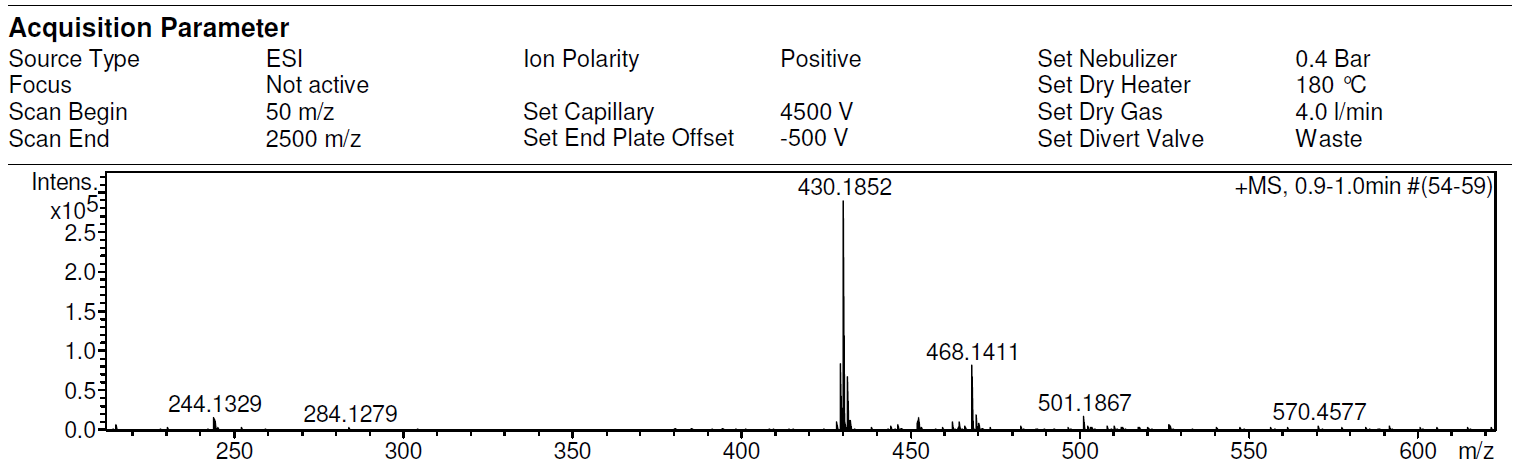 Acquisition Parameter
Source Type ESI Ion Polarity Positive Set Nebulizer 0.4 Bar
Focus Not active Set Dry Heater 180 ℃
Scan Begin 50 m/z Set Capillary 4500 V Set Dry Gas 4.0 l/min
Scan End 2500 m/z Set End Plate Offset -500 V Set Divert Valve Waste
Intens. 430.1852 +MS, 0.9-1.0min #(54-59)
x10⁵
2.5
2.0
1.5
1.0 468.1411
0.5 244.1329 284.1279 501.1867 570.4577
0.0
250 300 350 400 450 500 550 600 m/z